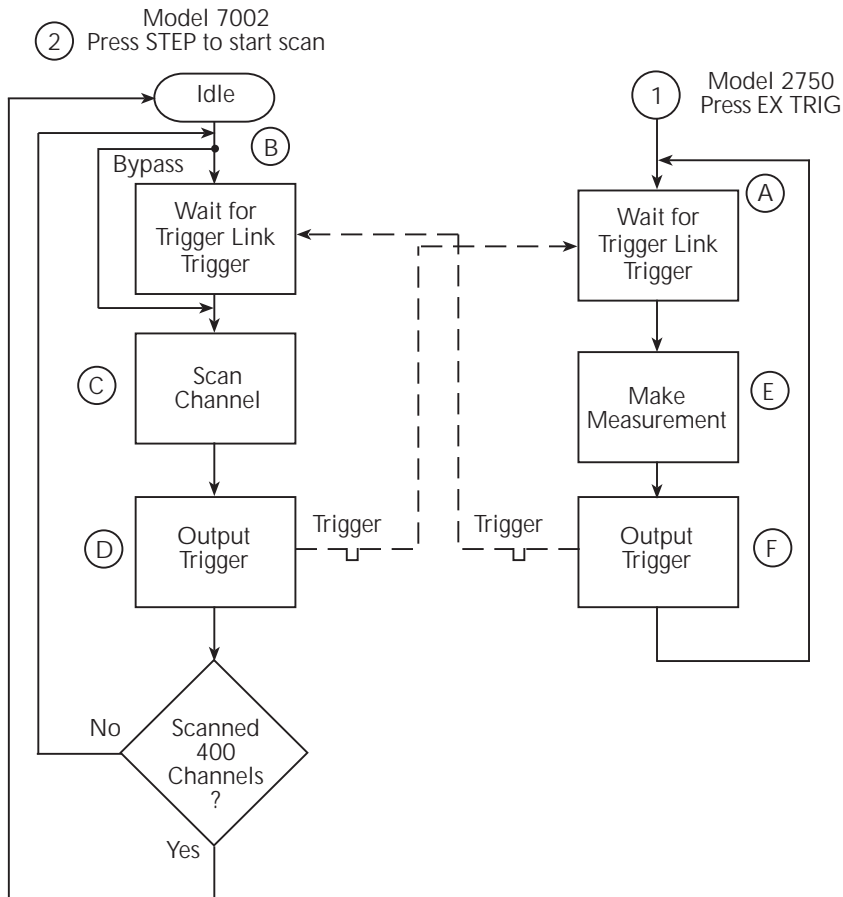 Model 7002
2 Press STEP to start scan
Idle
B
Bypass
Wait for
Trigger Link
Trigger
C
Scan
Channel
D
Output
Trigger
Trigger
No
Scanned
400
Channels
?
Yes
1
Model 2750
Press EX TRIG
A
Wait for
Trigger Link
Trigger
Make
Measurement
E
Trigger
Output
Trigger
F